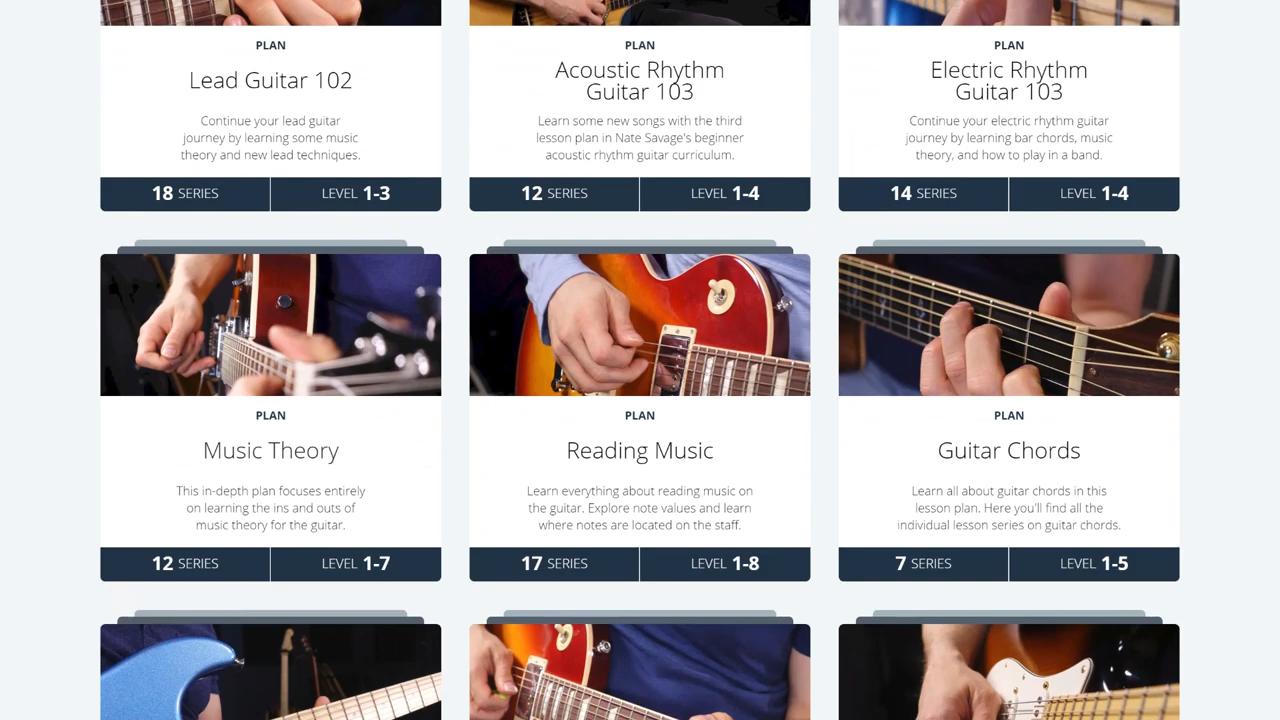 PLAN
Lead Guitar 102
Continue your lead guitar
journey by learning some music
theory and new lead techniques.
18 SERIES
LEVEL 1-3
PLAN
Acoustic Rhythm
Guitar 103
Learn some new songs with the third
lesson plan in Nate Savage's beginner
acoustic rhythm guitar curriculum.
12 SERIES
LEVEL 1-4
PLAN
Electric Rhythm
Guitar 103
Continue your electric rhythm guitar
journey by learning bar chords, music
theory, and how to play in a band.
14 SERIES
LEVEL 1-4
PLAN
Music Theory
This in-depth plan focuses entirely
on learning the ins and outs of
music theory for the guitar.
12 SERIES
LEVEL 1-7
PLAN
Reading Music
Learn everything about reading music on
the guitar. Explore note values and learn
where notes are located on the staff.
17 SERIES
LEVEL 1-8
PLAN
Guitar Chords
Learn all about guitar chords in this
lesson plan. Here you'll find all the
individual lesson series on guitar chords.
7 SERIES
LEVEL 1-5